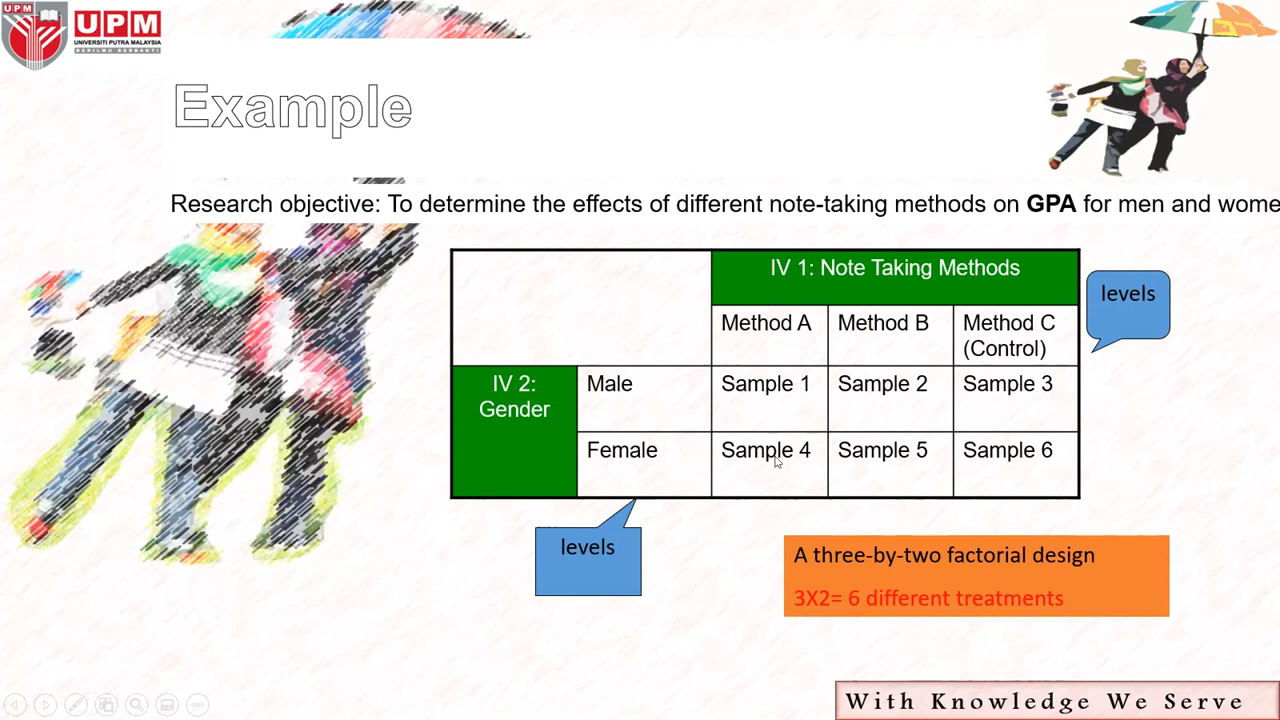 UPM
UPM
UNIVERSITI PUTRA MALAYSIA
BERILMU BERBAKTI
Example
Research objective: To determine the effects of different note-taking methods on GPA for men and wome
IV 1: Note Taking Methods
levels
Method A
Method B
Method C
(Control)
IV 2:
Gender
Male
Sample 1
Sample 2
Sample 3
Female
Sample 4
Sample 5
Sample 6
levels
A three-by-two factorial design
3X2= 6 different treatments
With Knowledge We Serve